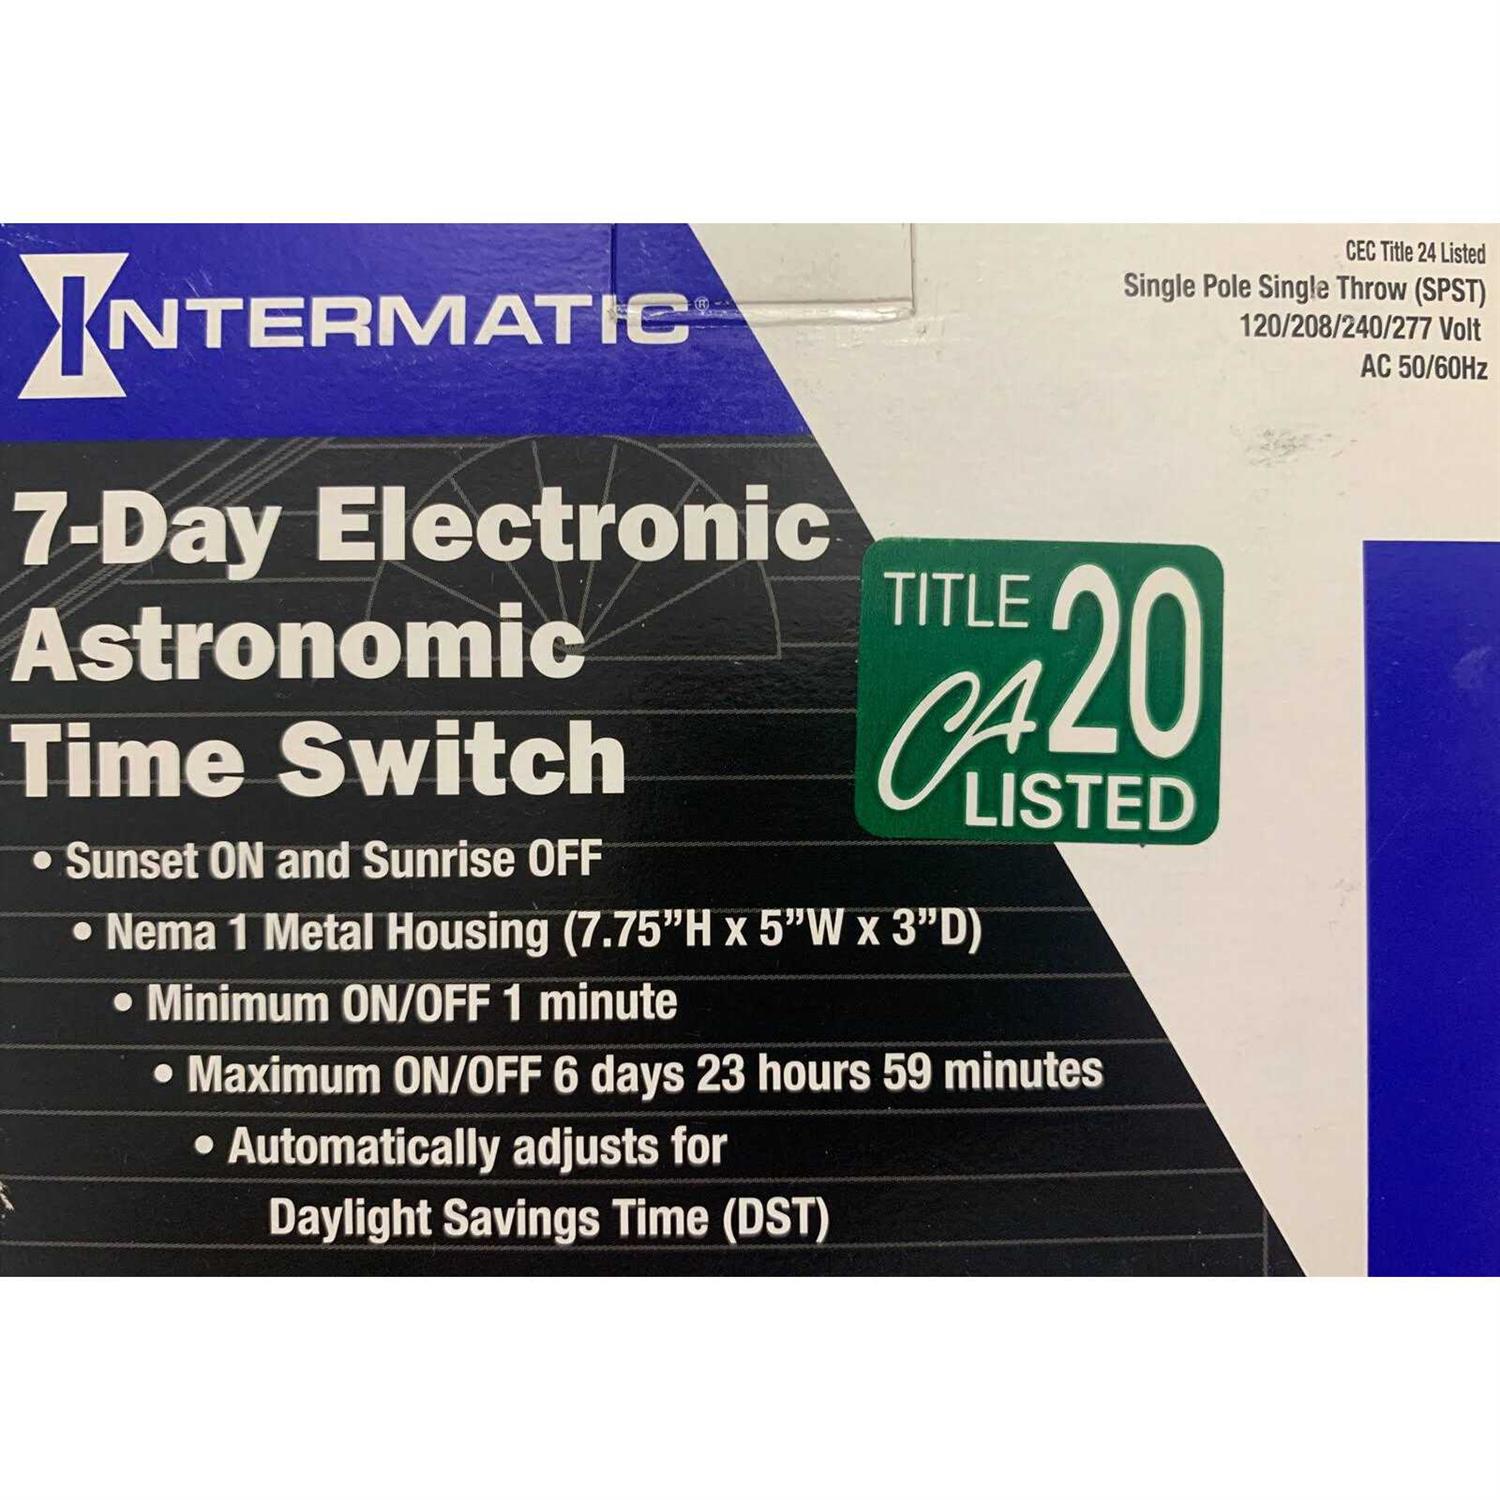 INTERMATIC®
CEC Title 24 Listed
Single Pole Single Throw (SPST)
120/208/240/277 Volt
AC 50/60Hz
7-Day Electronic
Astronomic
Time Switch
TITLE 20
CA
LISTED
• Sunset ON and Sunrise OFF
• Nema 1 Metal Housing (7.75”H x 5”W x 3”D)
• Minimum ON/OFF 1 minute
• Maximum ON/OFF 6 days 23 hours 59 minutes
• Automatically adjusts for
Daylight Savings Time (DST)